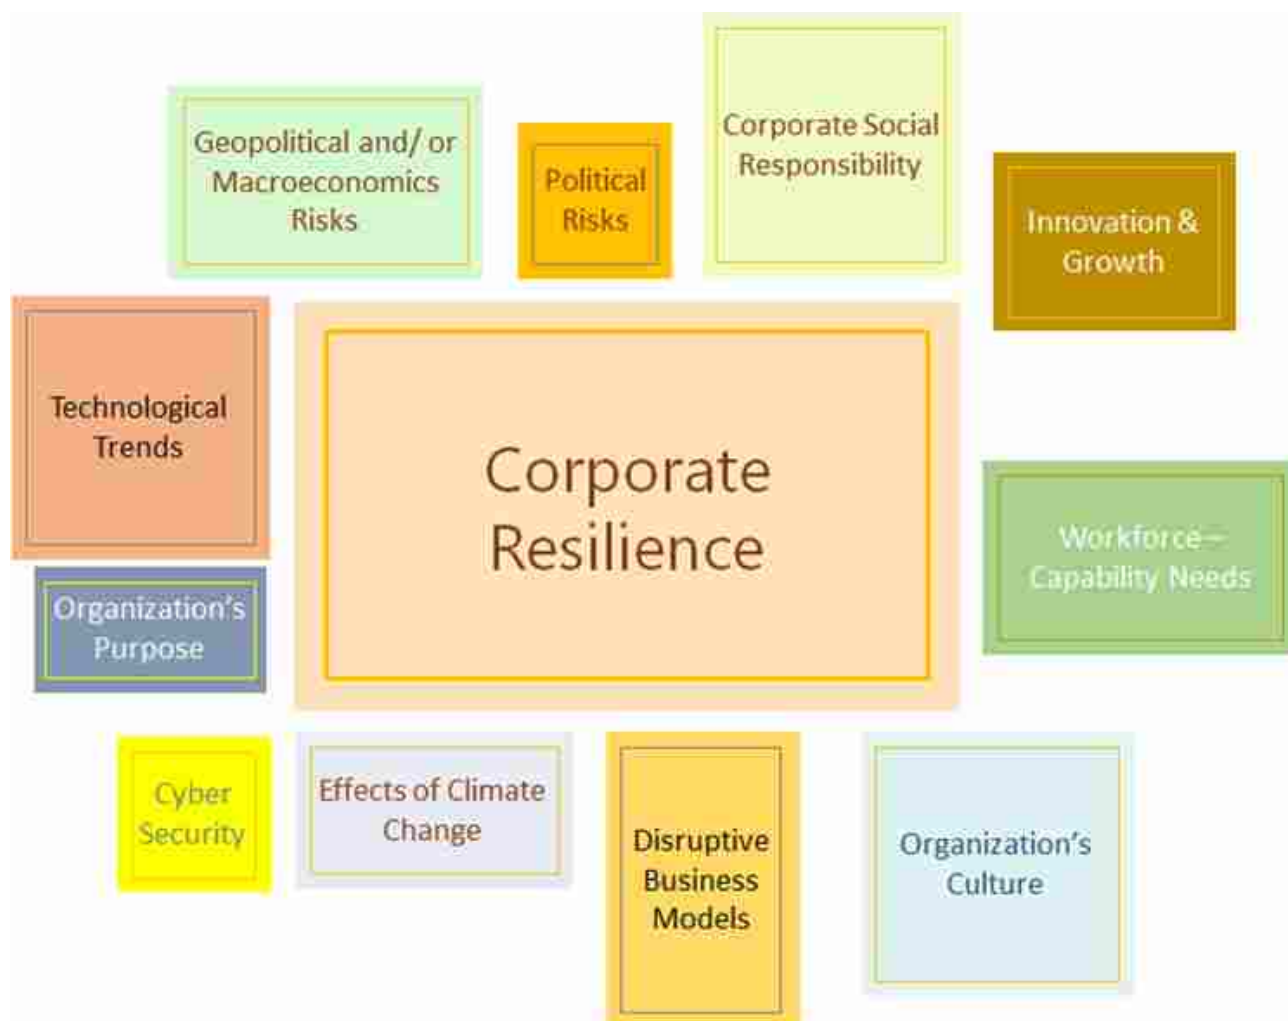 Geopolitical and/ or
Macroeconomics
Risks
Political
Risks
Corporate Social
Responsibility
Innovation &
Growth
Technological
Trends
Corporate
Resilience
Workforce –
Capability Needs
Organization's
Purpose
Cyber
Security
Effects of Climate
Change
Disruptive
Business
Models
Organization's
Culture